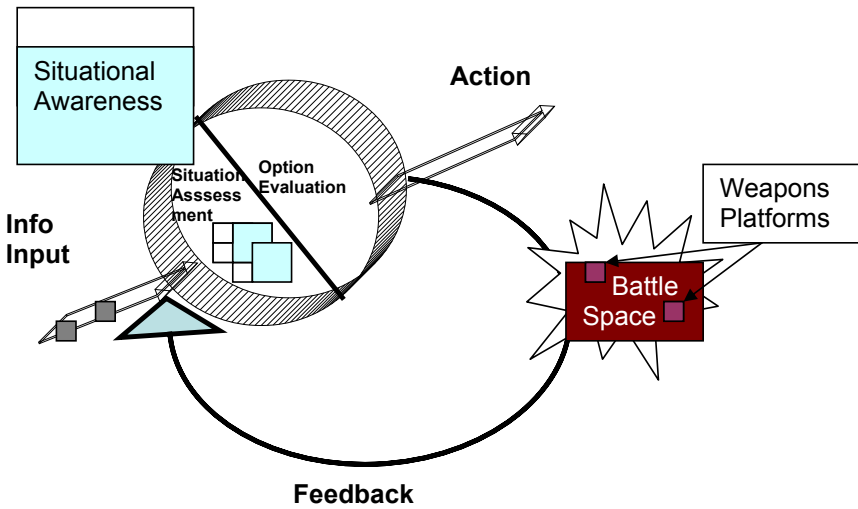 Situational
Awareness
Action
Situation
Asssess
ment
Option
Evaluation
Weapons
Platforms
Info
Input
Battle
Space
Feedback